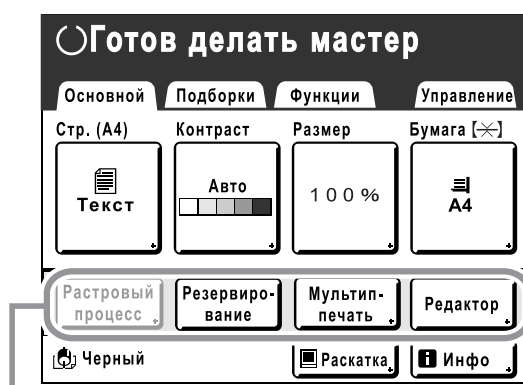 Готов делать мастер
Основной Подборки Функции Управление
Стр. (A4) Контраст Размер Бумага
Текст Авто 100% A4
Растровый процесс Резервиро-вание Мультип-печать Редактор
Черный Раскатка Инфо